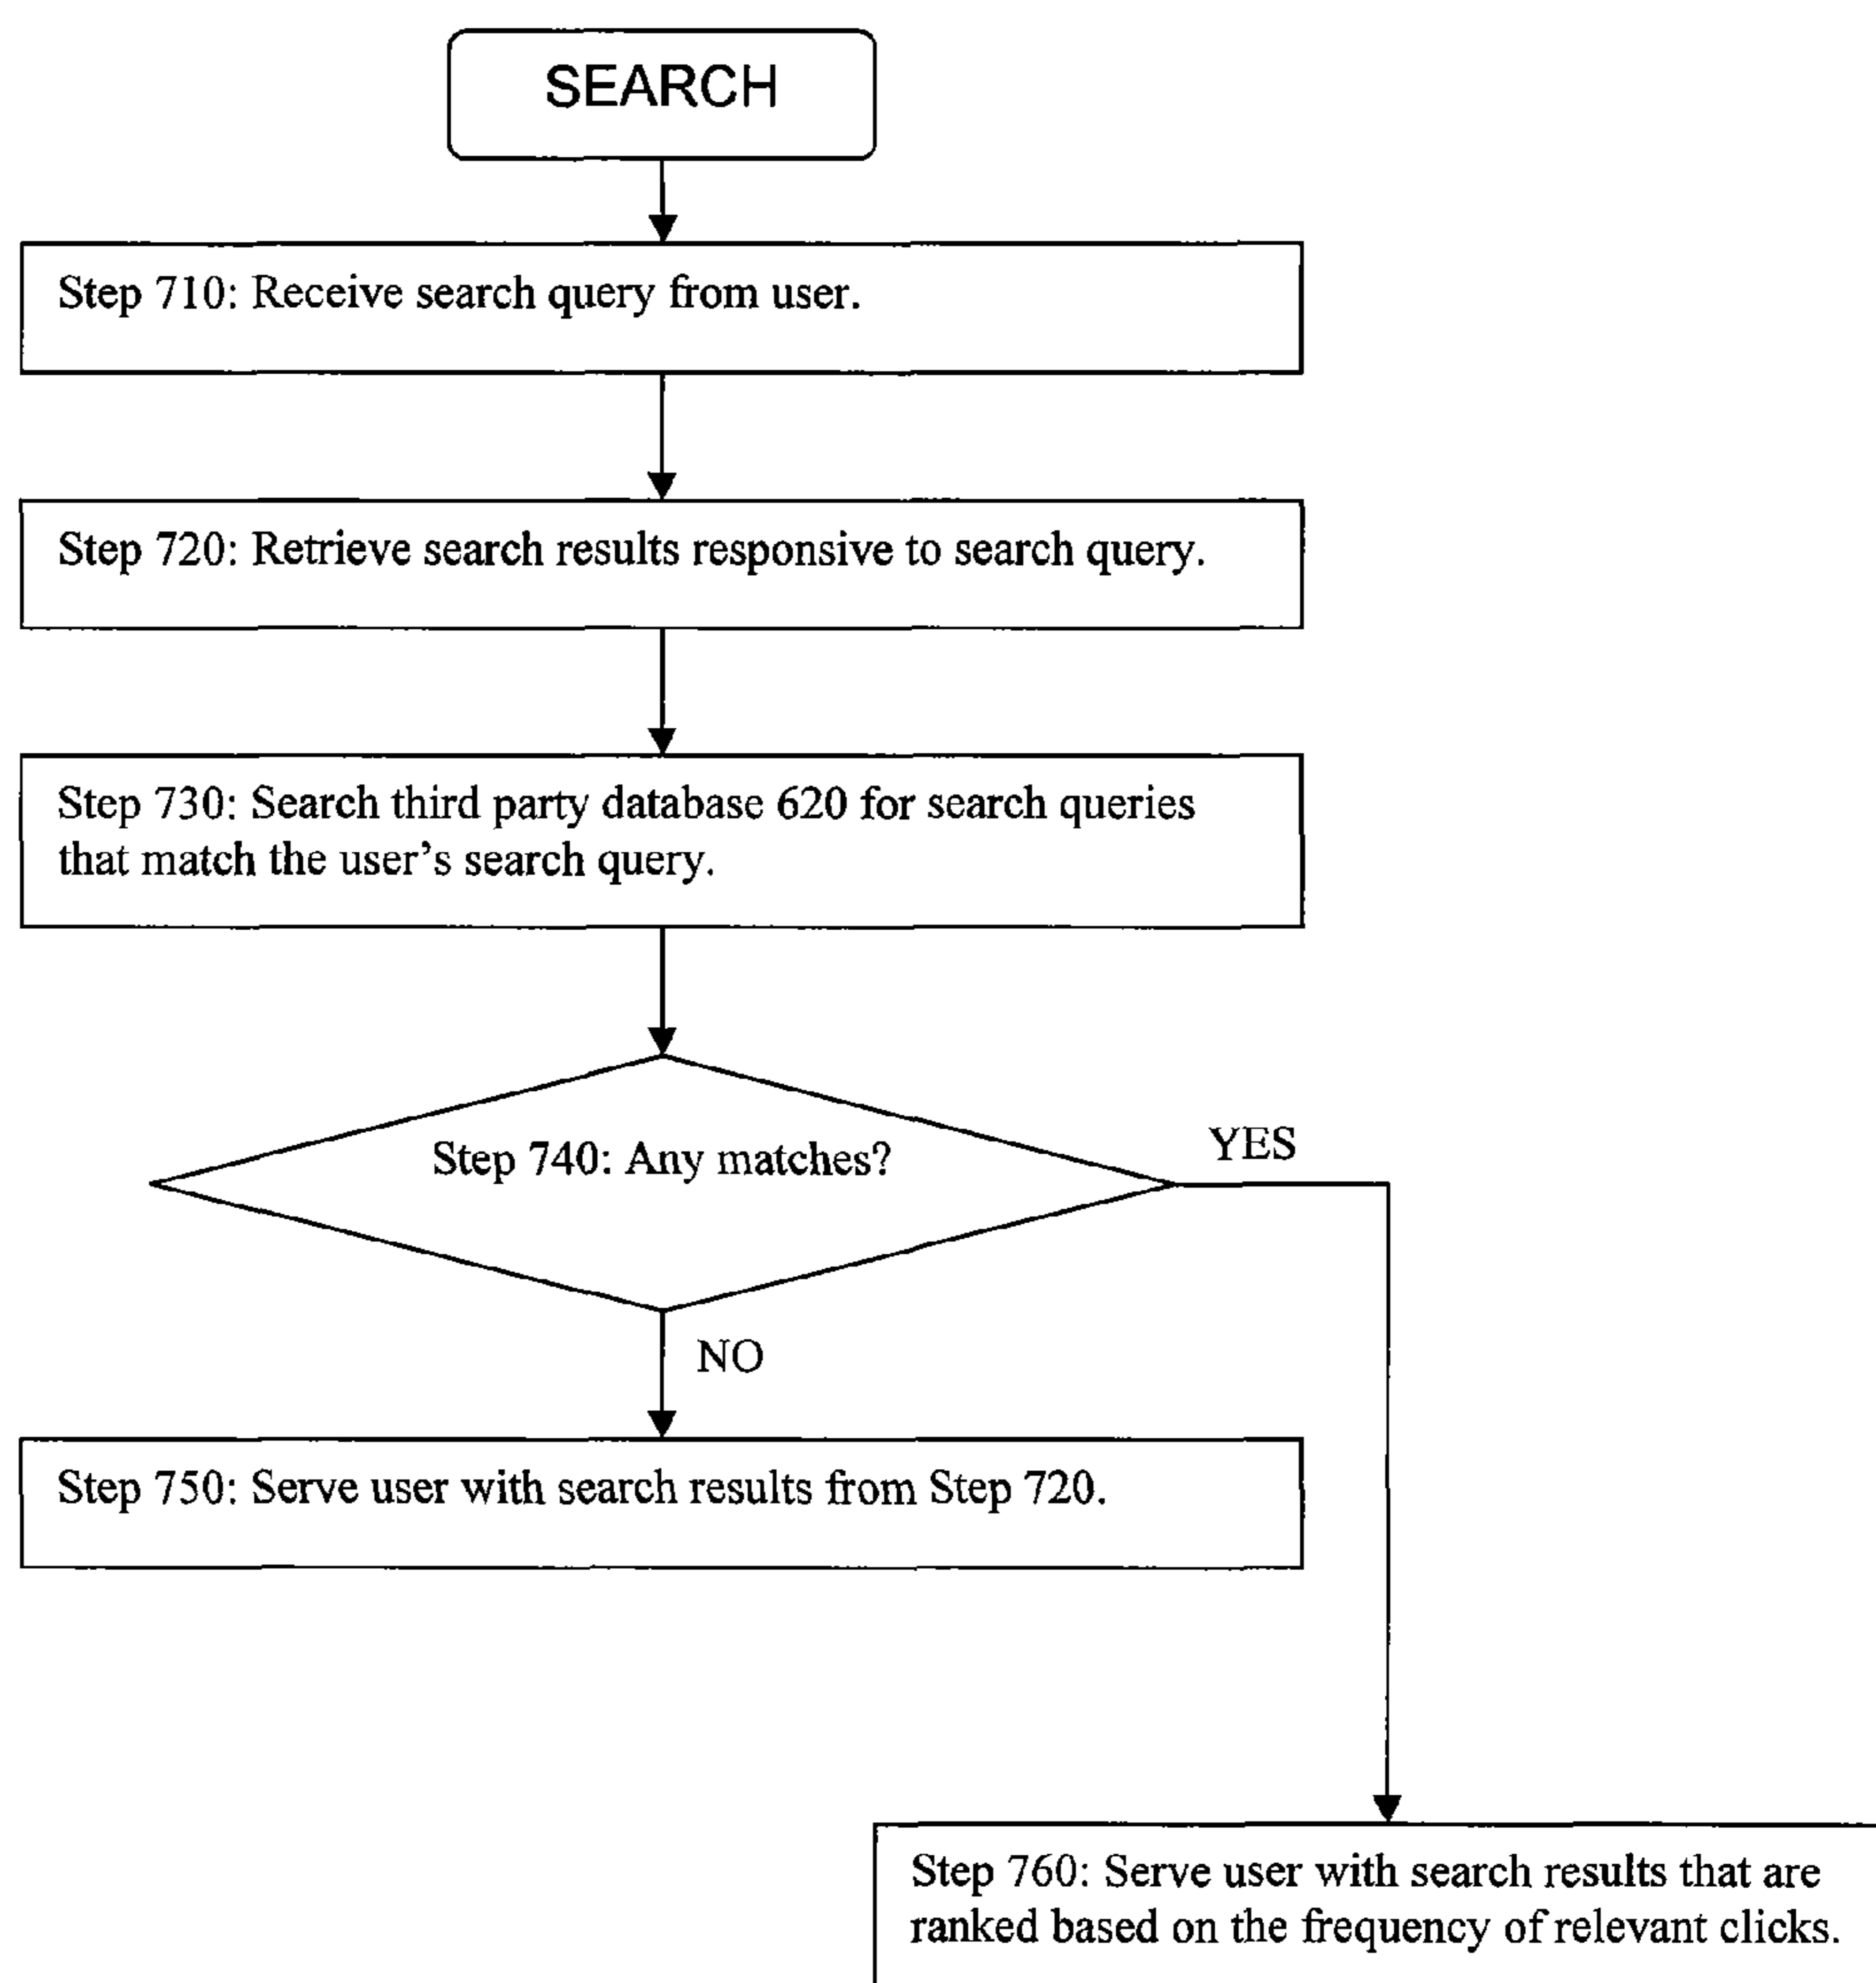 SEARCH
Step 710: Receive search query from user.
Step 720: Retrieve search results responsive to search query.
Step 730: Search third party database 620 for search queries
that match the user's search query.
Step 740: Any matches?
YES
NO
Step 750: Serve user with search results from Step 720.
Step 760: Serve user with search results that are
ranked based on the frequency of relevant clicks.